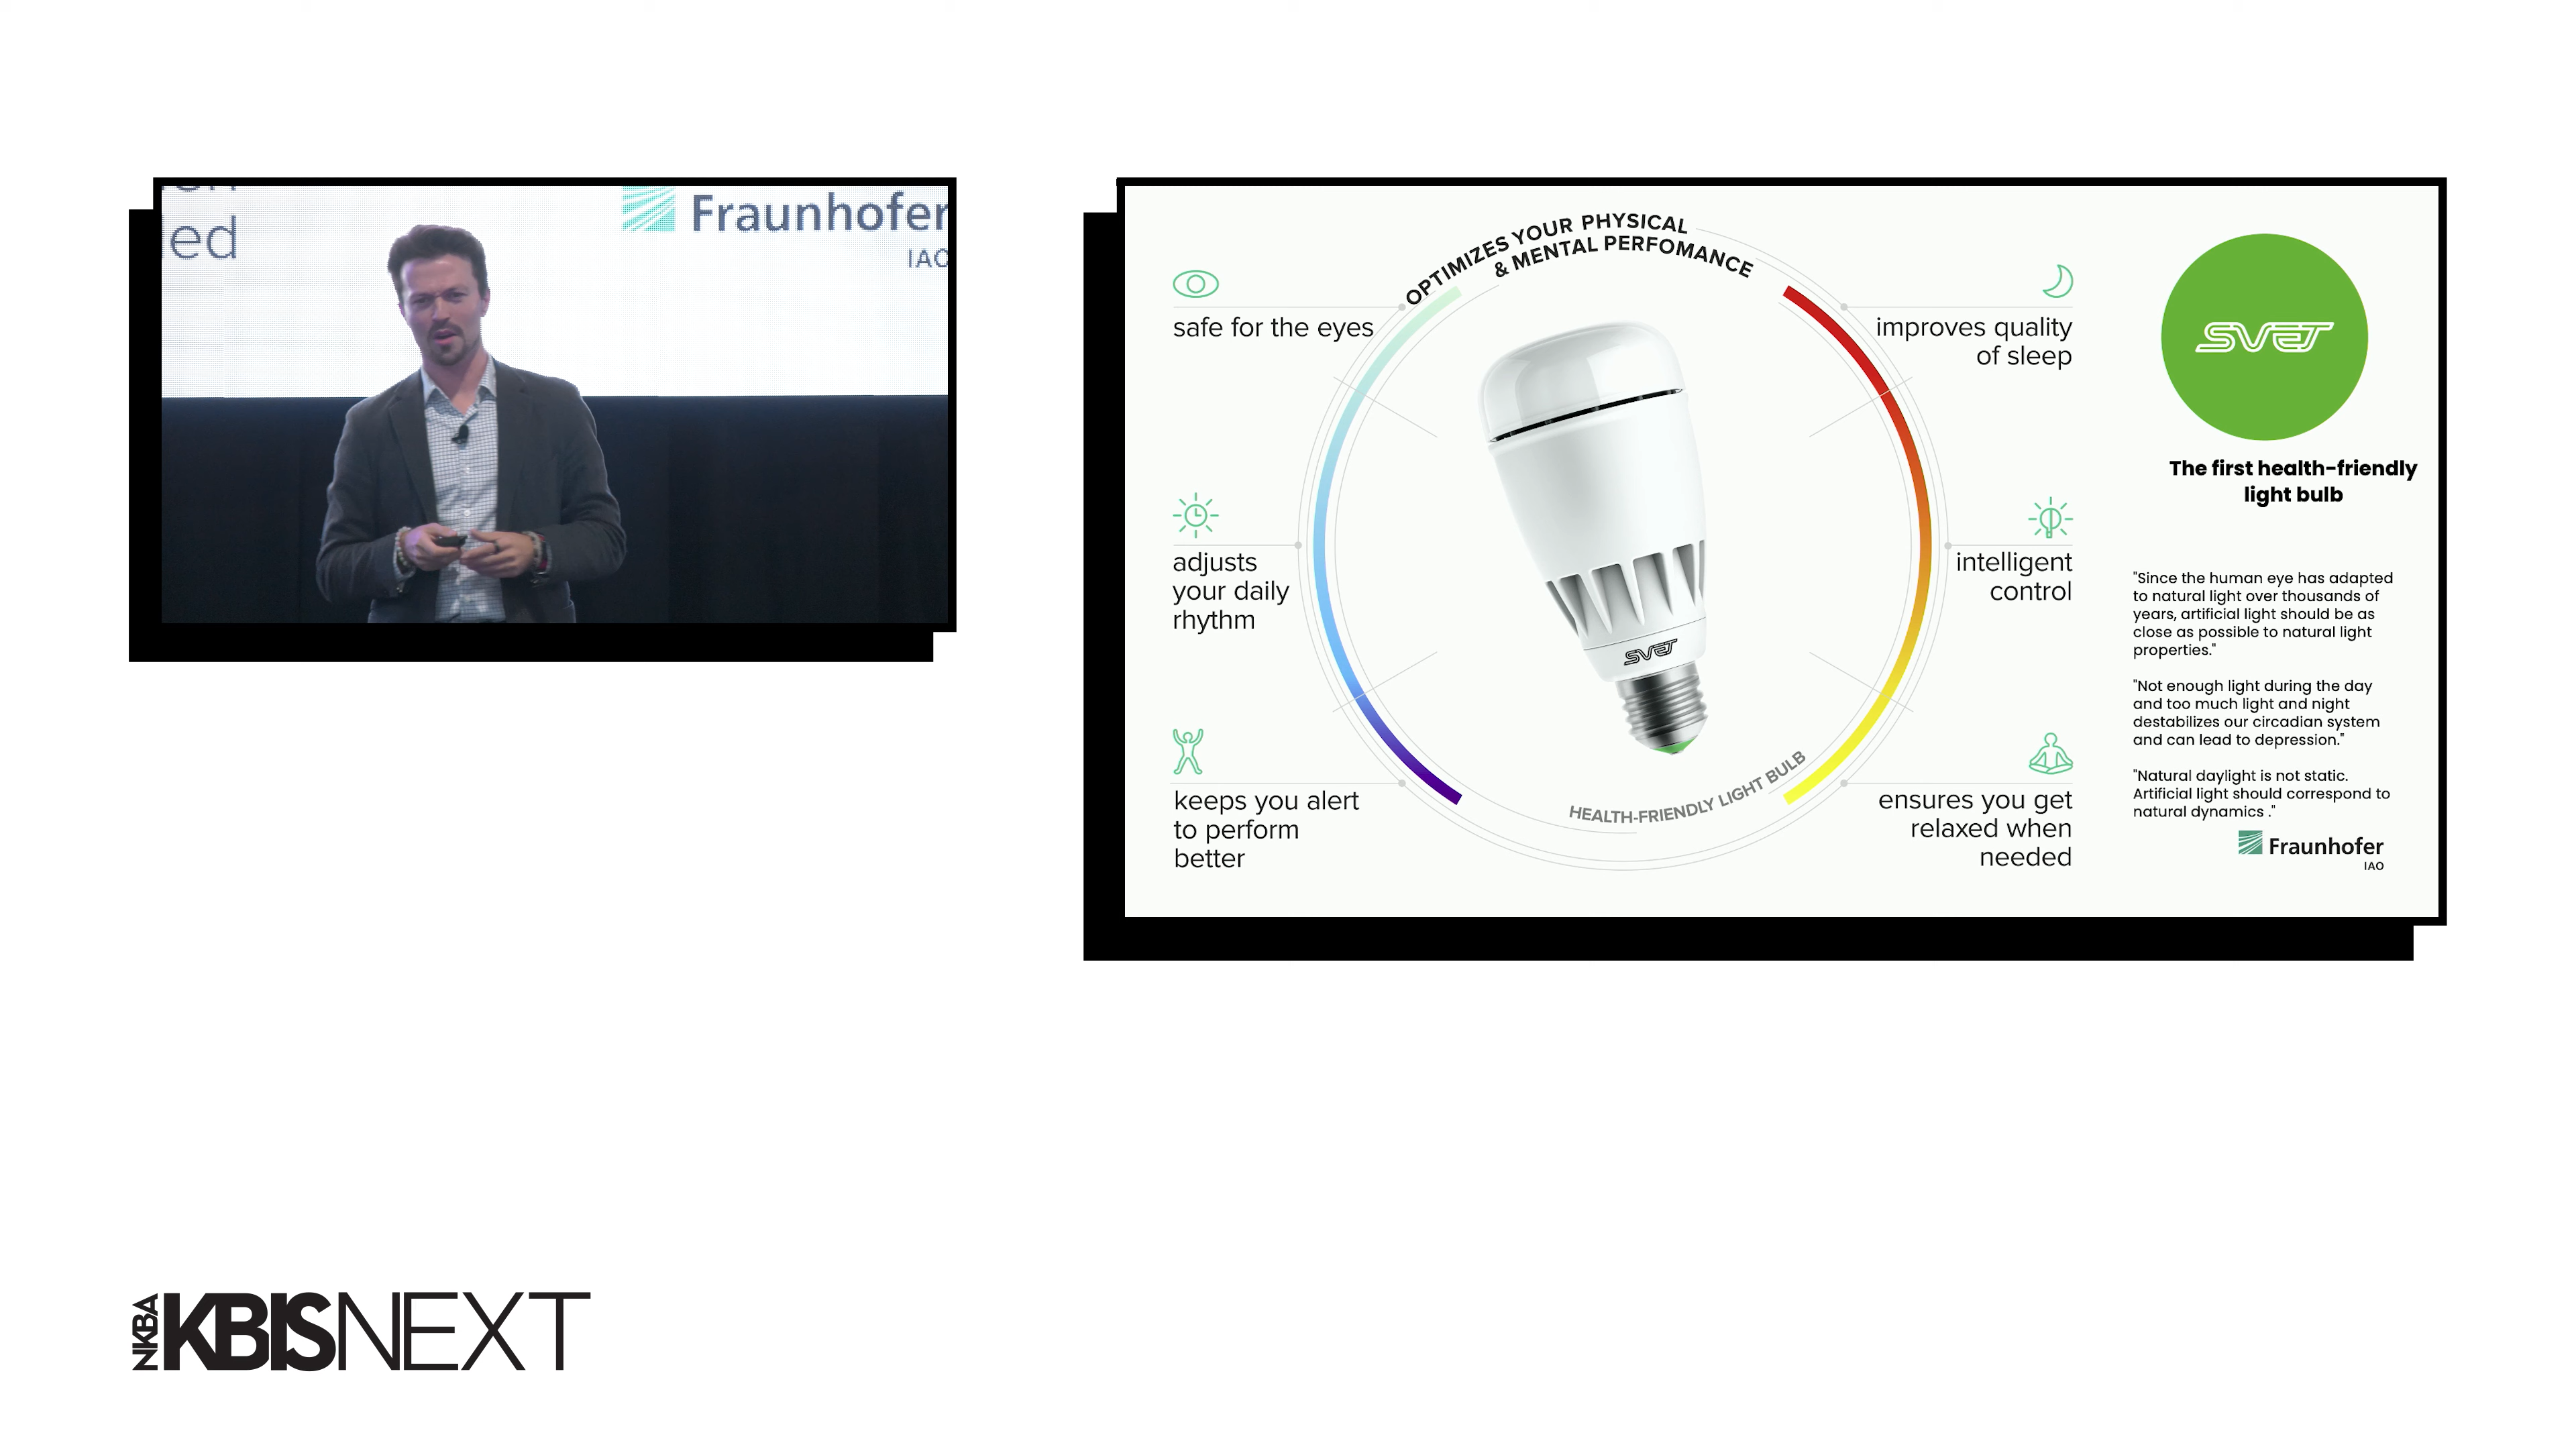 ed
Fraunhofer
IAO
OPTIMIZES YOUR PHYSICAL
& MENTAL PERFOMANCE
safe for the eyes
adjusts
your daily
rhythm
keeps you alert
to perform
better
SVET
HEALTH-FRIENDLY LIGHT BULB
improves quality
of sleep
intelligent
control
ensures you get
relaxed when
needed
SVET
The first health-friendly
light bulb
"Since the human eye has adapted
to natural light over thousands of
years, artificial light should be as
close as possible to natural light
properties."
"Not enough light during the day
and too much light and night
destabilizes our circadian system
and can lead to depression."
"Natural daylight is not static.
Artificial light should correspond to
natural dynamics ."
Fraunhofer
IAO
NKBA
KBISNEXT